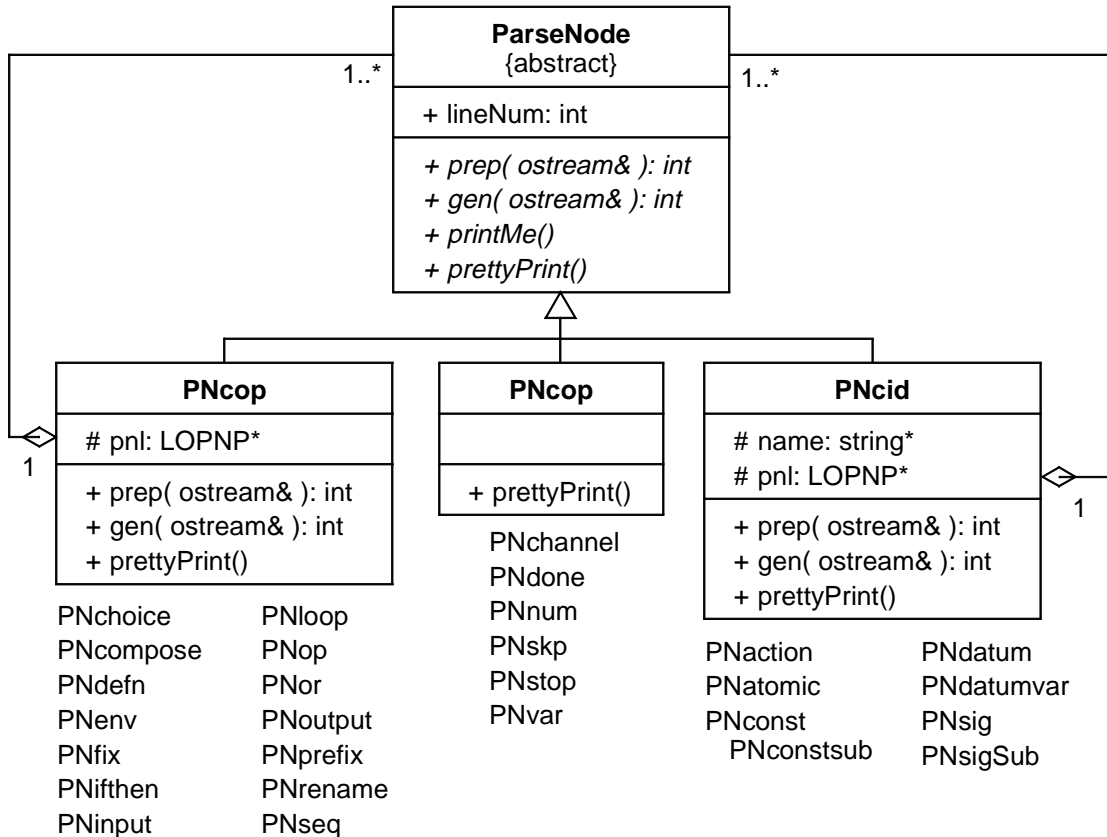 ParseNode
{abstract}
1..*
1..*
+ lineNum: int
+ prep( ostream& ): int
+ gen( ostream& ): int
+ printMe()
+ prettyPrint()
PNcop
# pnl: LOPNP*
1
+ prep( ostream& ): int
+ gen( ostream& ): int
+ prettyPrint()
PNchoice
PNcompose
PNdefn
PNenv
PNfix
PNifthen
PNinput
PNloop
PNop
PNor
PNoutput
PNprefix
PNrename
PNseq
PNcop
+ prettyPrint()
PNchannel
PNdone
PNnum
PNskp
PNstop
PNvar
PNcid
# name: string*
# pnl: LOPNP*
1
+ prep( ostream& ): int
+ gen( ostream& ): int
+ prettyPrint()
PNaction
PNatomic
PNconst
PNconstsub
PNdatum
PNdatumvar
PNsig
PNsigSub